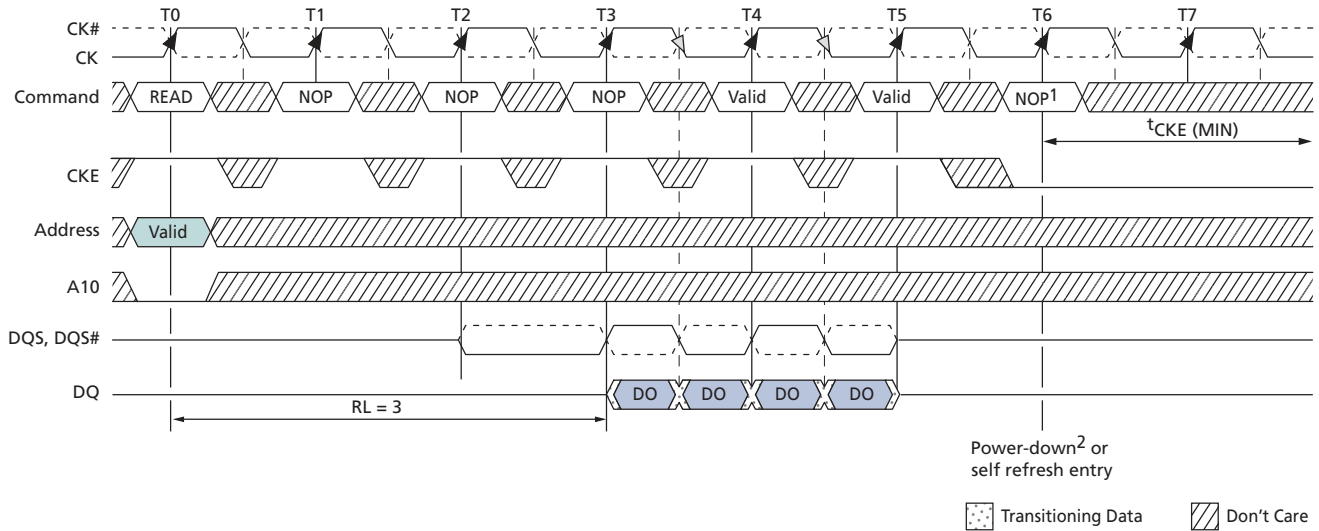 T0 T1 T2 T3 T4 T5 T6 T7
CK#
CK
Command READ NOP NOP NOP Valid Valid NOP1
tCKE (MIN)
CKE
Address Valid
A10
DQS, DQS#
DQ DO DO DO DO
RL = 3
Power-down2 or
self refresh entry
Transitioning Data Don't Care